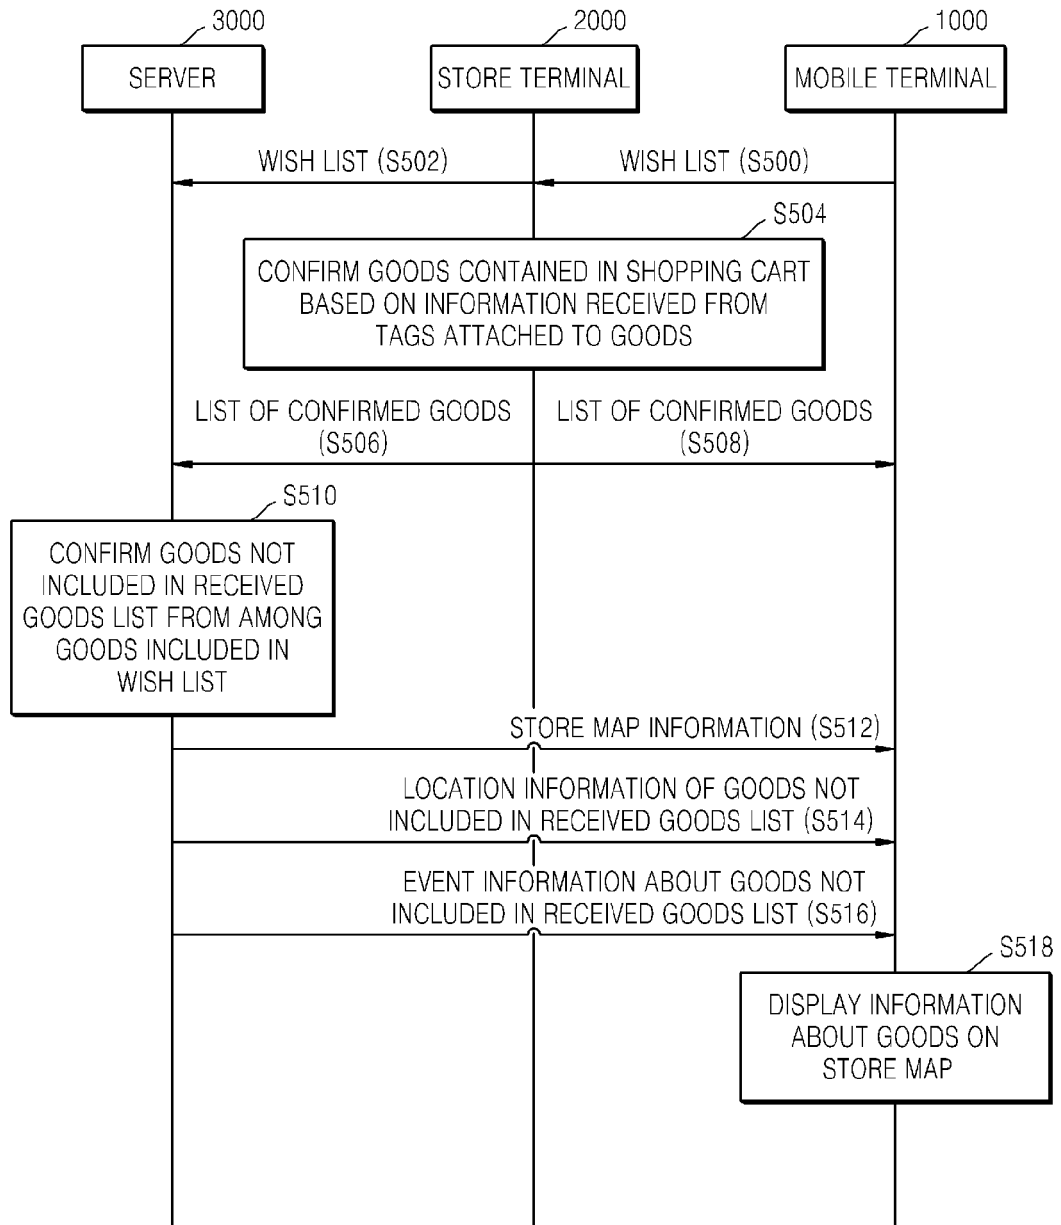 3000
2000
1000
SERVER
STORE TERMINAL
MOBILE TERMINAL
WISH LIST (S502)
WISH LIST (S500)
S504
CONFIRM GOODS CONTAINED IN SHOPPING CART
BASED ON INFORMATION RECEIVED FROM
TAGS ATTACHED TO GOODS
LIST OF CONFIRMED GOODS
(S506)
LIST OF CONFIRMED GOODS
(S508)
S510
CONFIRM GOODS NOT
INCLUDED IN RECEIVED
GOODS LIST FROM AMONG
GOODS INCLUDED IN
WISH LIST
STORE MAP INFORMATION (S512)
LOCATION INFORMATION OF GOODS NOT
INCLUDED IN RECEIVED GOODS LIST (S514)
EVENT INFORMATION ABOUT GOODS NOT
INCLUDED IN RECEIVED GOODS LIST (S516)
S518
DISPLAY INFORMATION
ABOUT GOODS ON
STORE MAP